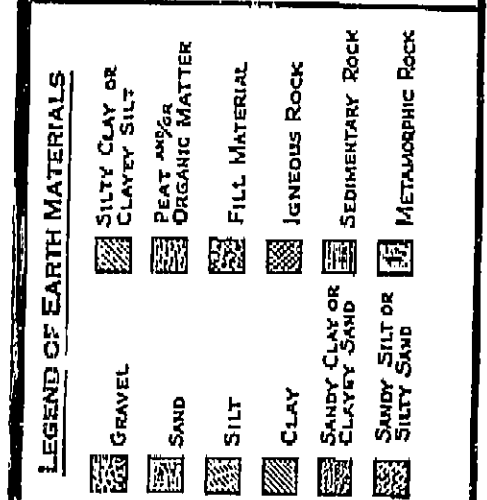 LEGEND OF EARTH MATERIALS
GRAVEL
SAND
SILT
CLAY
SANDY CLAY OR
CLAYEY SAND
SANDY SILT OR
SILTY SAND
SILTY CLAY OR
CLAYEY SILT
PEAT AND/OR
ORGANIC MATTER
FILL MATERIAL
IGNEOUS ROCK
SEDIMENTARY ROCK
METAMORPHIC ROCK